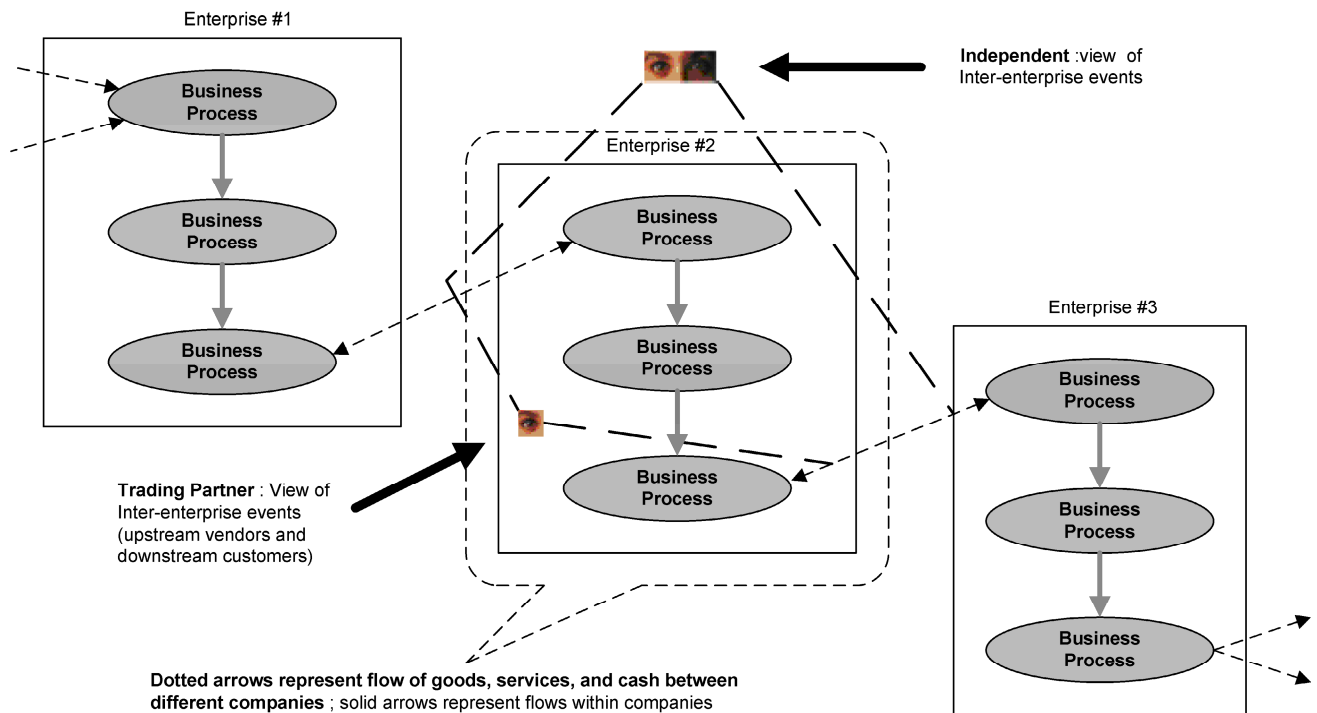 Enterprise #1
Business
Process
Business
Process
Business
Process
Independent :view of
Inter-enterprise events
Enterprise #2
Business
Process
Business
Process
Business
Process
Trading Partner : View of
Inter-enterprise events
(upstream vendors and
downstream customers)
Enterprise #3
Business
Process
Business
Process
Business
Process
Dotted arrows represent flow of goods, services, and cash between
different companies ; solid arrows represent flows within companies